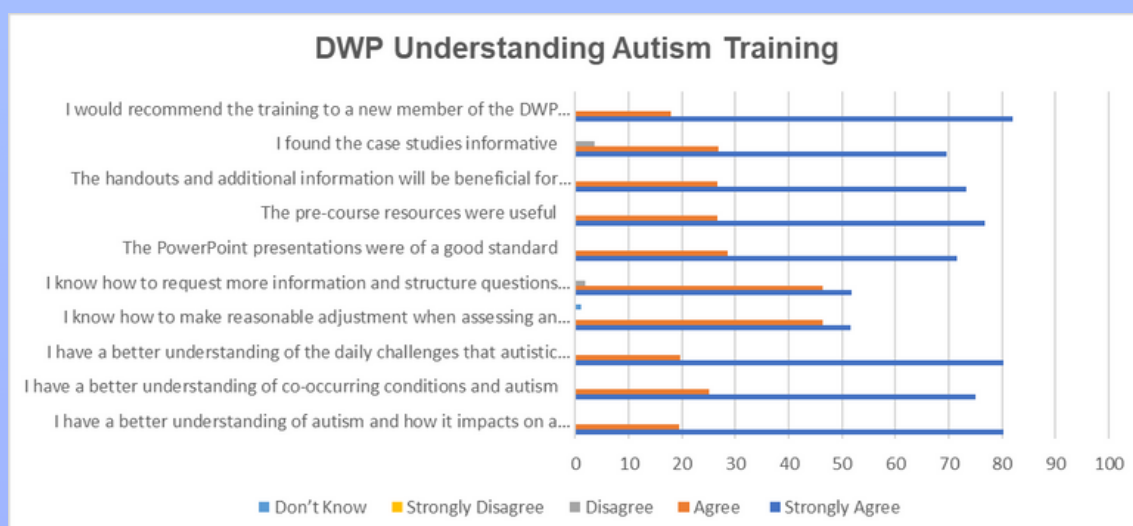 DWP Understanding Autism Training
I would recommend the training to a new member of the DWP...
I found the case studies informative
The handouts and additional information will be beneficial for...
The pre-course resources were useful
The PowerPoint presentations were of a good standard
I know how to request more information and structure questions...
I know how to make reasonable adjustment when assessing an...
I have a better understanding of the daily challenges that autistic...
I have a better understanding of co-occurring conditions and autism
I have a better understanding of autism and how it impacts on a...
0 10 20 30 40 50 60 70 80 90 100
Don't Know Strongly Disagree Disagree Agree Strongly Agree